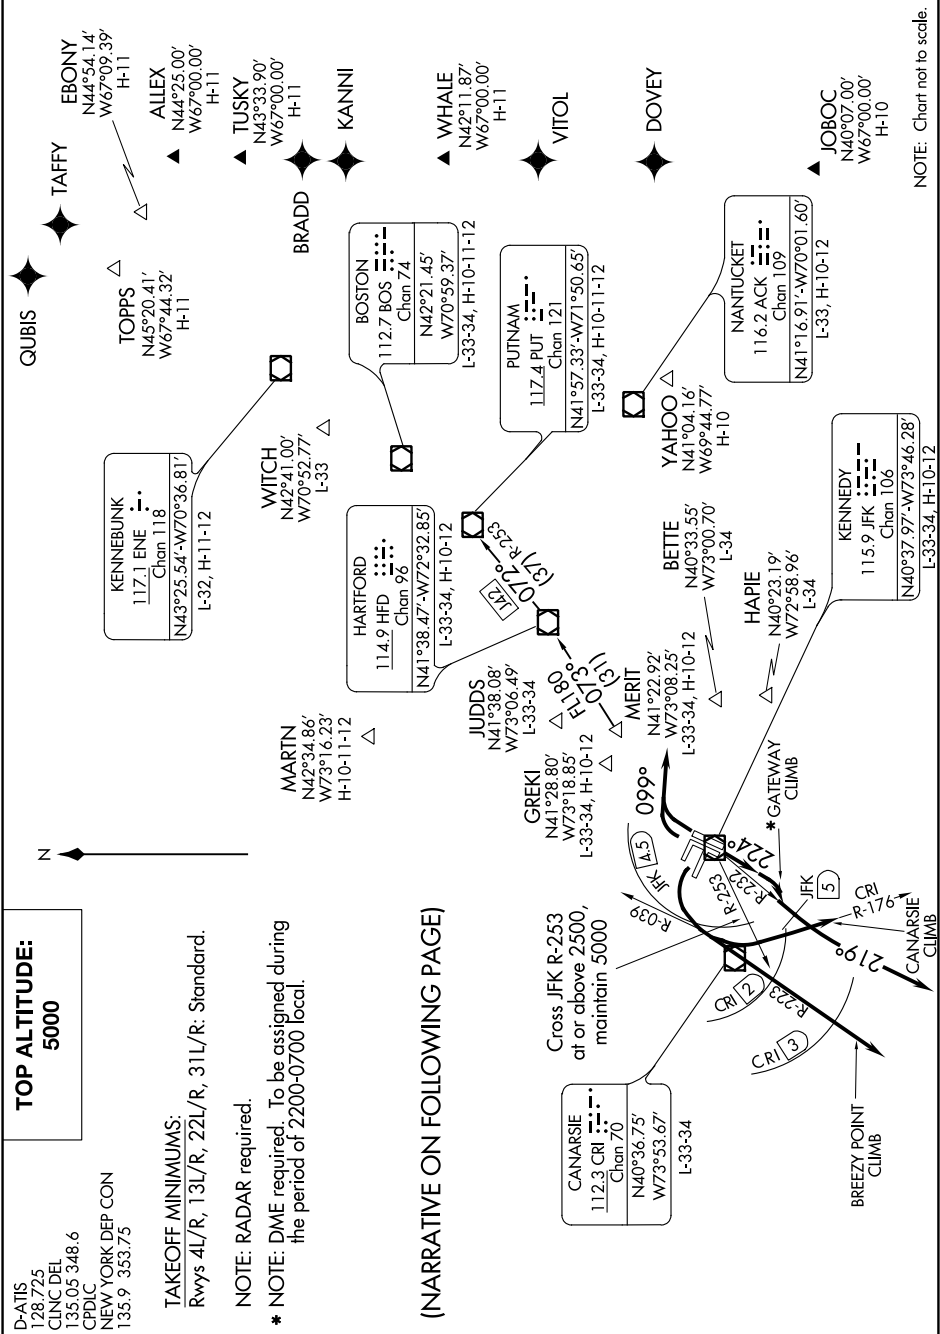 D-ATIS
128.725
CLNC DEL
135.05 348.6
CPDLC
NEW YORK DEP CON
135.9 353.75
TOP ALTITUDE:
5000
TAKEOFF MINIMUMS:
Rwys 4L/R, 13L/R, 22L/R, 31L/R: Standard.
NOTE: RADAR required.
* NOTE: DME required. To be assigned during
the period of 2200-0700 local.
(NARRATIVE ON FOLLOWING PAGE)
N
QUBIS
TAFFY
EBONY
N44°54.14'
W67°09.39'
H-11
TOPPS
N45°20.41'
W67°44.32'
H-11
ALLEX
N44°25.00'
W67°00.00'
H-11
TUSKY
N43°33.90'
W67°00.00'
H-11
BRADD
KANNI
WHALE
N42°11.87'
W67°00.00'
H-11
VITOL
DOVEY
JOBOC
N40°07.00'
W67°00.00'
H-10
KENNEBUNK
117.1 ENE
Chan 118
N43°25.54'-W70°36.81'
L-32, H-11-12
WITCH
N42°41.00'
W70°52.77'
L-33
BOSTON
112.7 BOS
Chan 74
N42°21.45'
W70°59.37'
L-33-34, H-10-11-12
PUTNAM
117.4 PUT
Chan 121
N41°57.33'-W71°50.65'
L-33-34, H-10-11-12
NANTUCKET
116.2 ACK
Chan 109
N41°16.91'-W70°01.60'
L-33, H-10-12
YAHOO
N41°04.16'
W69°44.77'
H-10
HARTFORD
114.9 HFD
Chan 96
N41°38.47'-W72°32.85'
L-33-34, H-10-12
R-253
J42
072°
(37)
MARTN
N42°34.86'
W73°16.23'
H-10-11-12
JUDDS
N41°38.08'
W73°06.49'
L-33-34
FL180
073°
(31)
GREKI
N41°28.80'
W73°18.85'
L-33-34, H-10-12
MERIT
N41°22.92'
W73°08.25'
L-33-34, H-10-12
BETTE
N40°33.55'
W73°00.70'
L-34
HAPIE
N40°23.19'
W72°58.96'
L-34
KENNEDY
115.9 JFK
Chan 106
N40°37.97'-W73°46.28'
L-33-34, H-10-12
099°
JFK 4.5
R-039
R-253
R-232
224°
* GATEWAY
CLIMB
JFK 5
CRI
R-176
CANARSIE
CLIMB
219°
Cross JFK R-253
at or above 2500,
maintain 5000
CRI 2
R-223
CRI 3
CANARSIE
112.3 CRI
Chan 70
N40°36.75'
W73°53.67'
L-33-34
BREEZY POINT
CLIMB
NOTE: Chart not to scale.